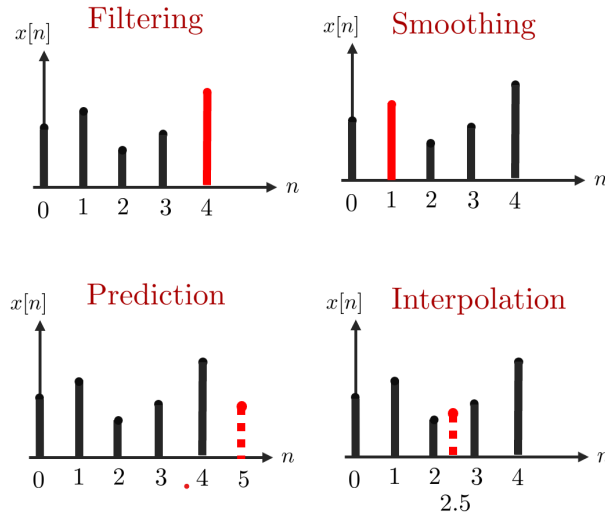 Filtering
x[n]
n
0 1 2 3 4
Smoothing
x[n]
n
0 1 2 3 4
Prediction
x[n]
n
0 1 2 3 4 5
Interpolation
x[n]
n
0 1 2 3 4
2.5